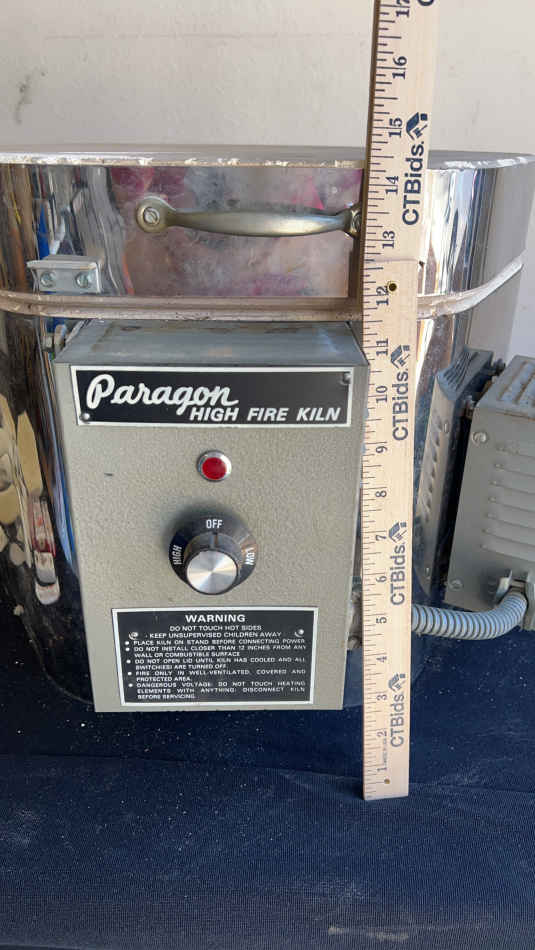 17
16
15
CTBids.
14
13
12
11
10
CTBids.
9
8
7
CTBids.
6
5
4
3
CTBids.
2
1
Paragon
HIGH FIRE KILN
OFF
HIGH
LOW
WARNING
DO NOT TOUCH HOT SIDES
· KEEP UNSUPERVISED CHILDREN AWAY
● PLACE KILN ON STAND BEFORE CONNECTING POWER
● DO NOT INSTALL CLOSER THAN 12 INCHES FROM ANY
WALL OR COMBUSTIBLE SURFACE
● DO NOT OPEN LID UNTIL KILN HAS COOLED AND ALL
SWITCH(ES) ARE TURNED OFF.
● FIRE ONLY IN WELL-VENTILATED, COVERED AND
PROTECTED AREA.
● DANGEROUS VOLTAGE: DO NOT TOUCH HEATING
ELEMENTS WITH ANYTHING; DISCONNECT KILN
BEFORE SERVICING.